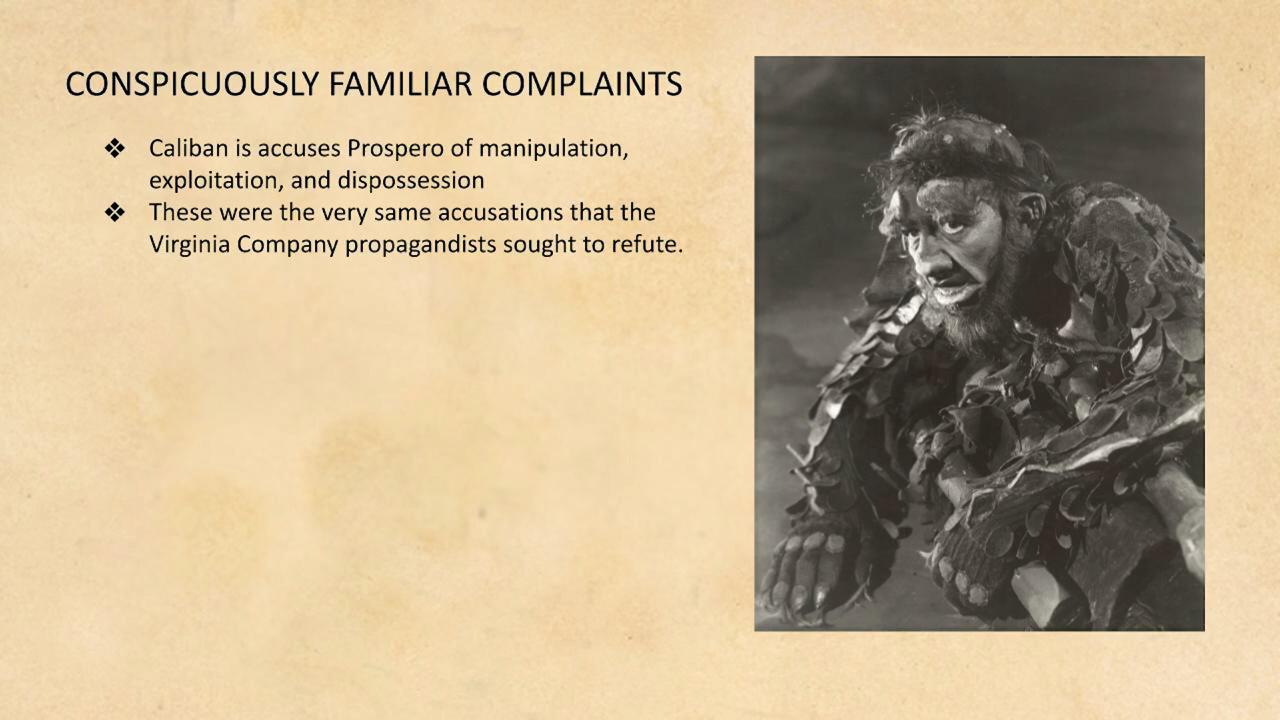 CONSPICUOUSLY FAMILIAR COMPLAINTS
❖ Caliban is accuses Prospero of manipulation,
exploitation, and dispossession
❖ These were the very same accusations that the
Virginia Company propagandists sought to refute.